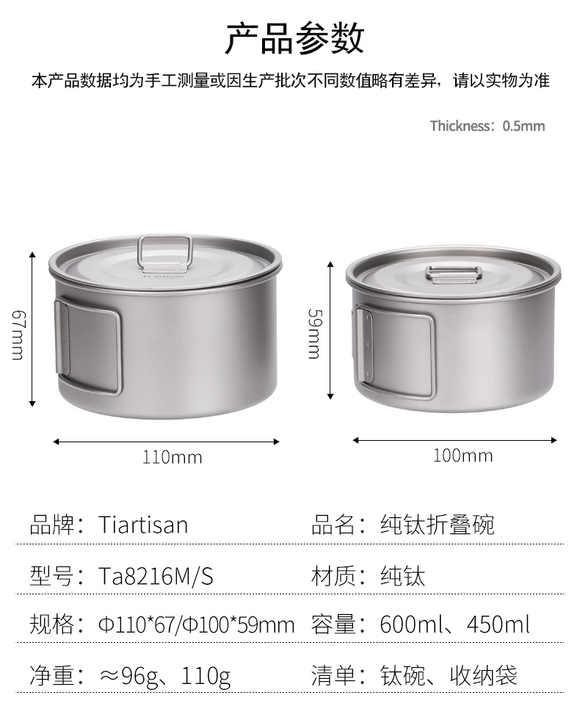 产品参数
本产品数据均为手工测量或因生产批次不同数值略有差异，请以实物为准
Thickness：0.5mm
67mm
59mm
110mm
100mm
品牌：Tiartisan 品名：纯钛折叠碗
型号：Ta8216M/S 材质：纯钛
规格：Φ110*67/Φ100*59mm 容量：600ml、450ml
净重：≈96g、110g 清单：钛碗、收纳袋